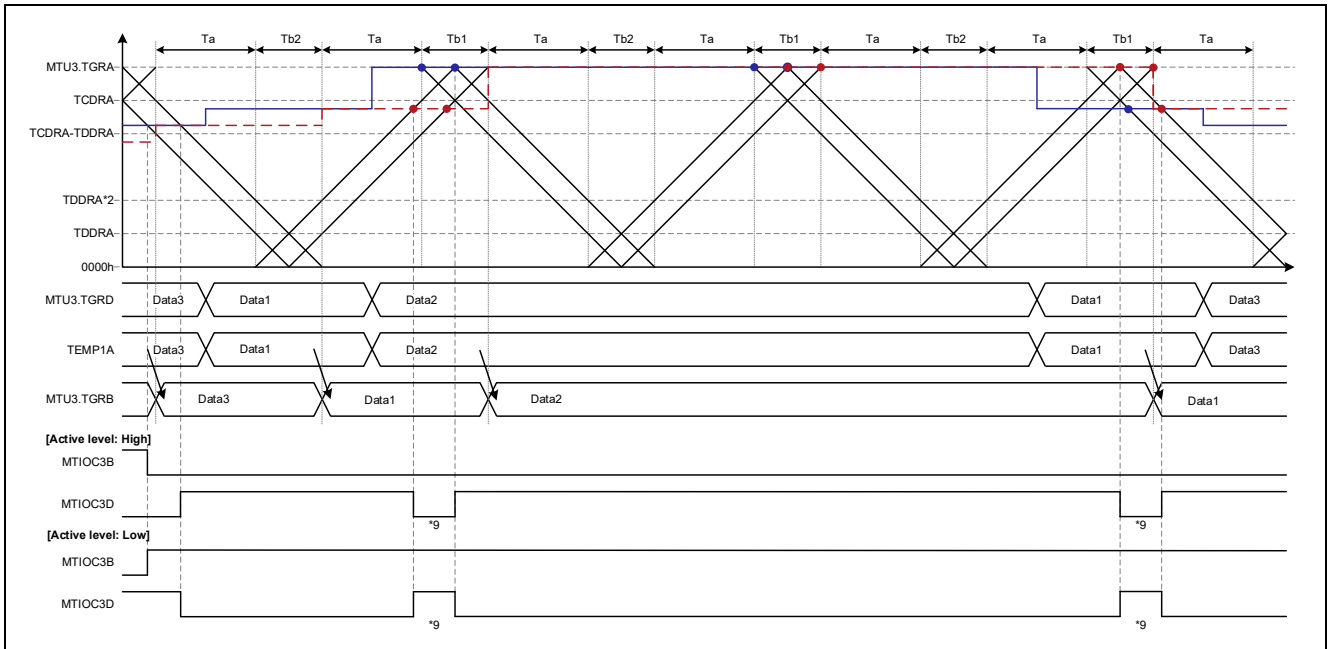 Ta Tb2 Ta Tb1 Ta Tb2 Ta Tb1 Ta Tb2 Ta Tb1 Ta
MTU3.TGRA
TCDRA
TCDRA-TDDRA
TDDRA*2
TDDRA
0000h
MTU3.TGRD Data3 Data1 Data2 Data1 Data3
TEMP1A Data3 Data1 Data2 Data1 Data3
MTU3.TGRB Data3 Data1 Data2 Data1
[Active level: High]
MTIOC3B
MTIOC3D
*9 *9
[Active level: Low]
MTIOC3B
MTIOC3D
*9 *9